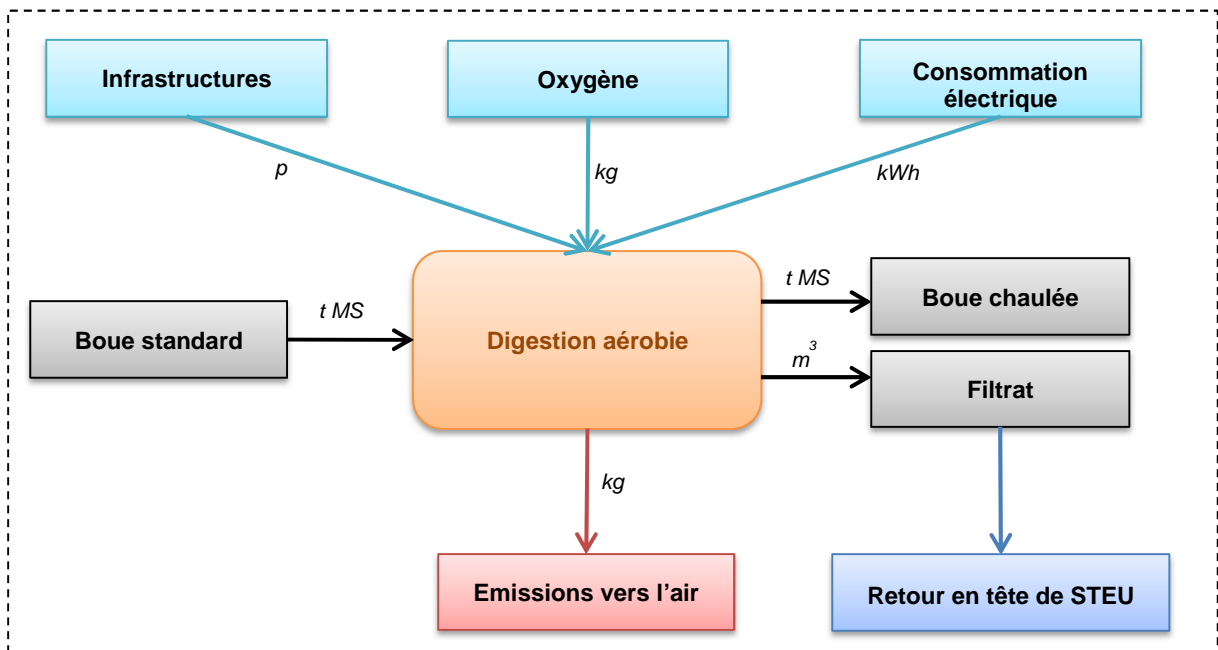 Infrastructures
Oxygène
Consommation
électrique
p
kg
kWh
Boue standard
t MS
Digestion aérobie
t MS
Boue chaulée
m³
Filtrat
kg
Emissions vers l’air
Retour en tête de STEU